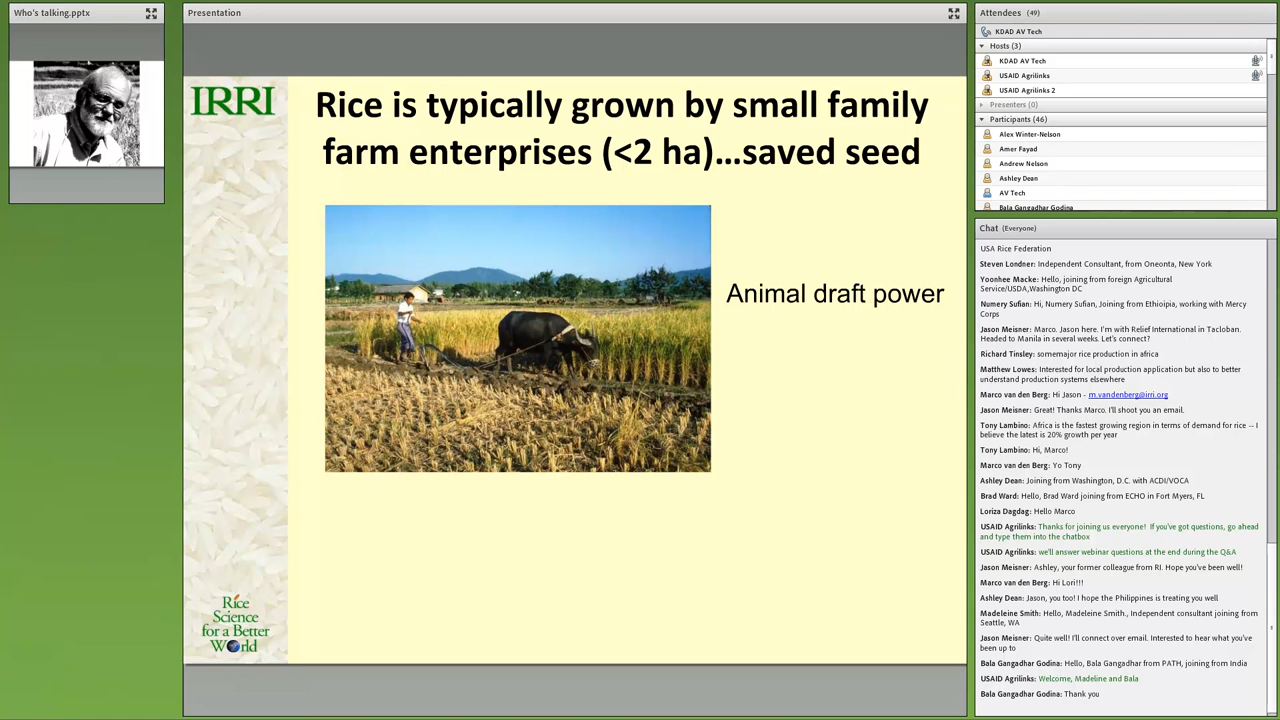 Who's talking.pptx
Presentation
IRRI
Rice is typically grown by small family
farm enterprises (<2 ha)…saved seed
Animal draft power
Rice
Science
for a Better
World
Attendees (49)
KDAD AV Tech
Hosts (3)
KDAD AV Tech
USAID Agrilinks
USAID Agrilinks 2
Presenters (0)
Participants (46)
Alex Winter-Nelson
Amer Fayad
Andrew Nelson
Ashley Dean
AV Tech
Bala Gangadhar Godina
Chat (Everyone)
USA Rice Federation
Steven Londner: Independent Consultant, from Oneonta, New York
Yoonhee Macke: Hello, joining from foreign Agricultural
Service/USDA,Washington DC
Numery Sufian: Hi, Numery Sufian, Joining from Ethioipia, working with Mercy
Corps
Jason Meisner: Marco. Jason here. I'm with Relief International in Tacloban.
Headed to Manila in several weeks. Let's connect?
Richard Tinsley: somemajor rice production in africa
Matthew Lowes: Interested for local production application but also to better
understand production systems elsewhere
Marco van den Berg: Hi Jason - m.vandenberg@irri.org
Jason Meisner: Great! Thanks Marco. I'll shoot you an email.
Tony Lambino: Africa is the fastest growing region in terms of demand for rice -- I
believe the latest is 20% growth per year
Tony Lambino: Hi, Marco!
Marco van den Berg: Yo Tony
Ashley Dean: Joining from Washington, D.C. with ACDI/VOCA
Brad Ward: Hello, Brad Ward joining from ECHO in Fort Myers, FL
Loriza Dagdag: Hello Marco
USAID Agrilinks: Thanks for joining us everyone! If you've got questions, go ahead
and type them into the chatbox
USAID Agrilinks: we'll answer webinar questions at the end during the Q&A
Jason Meisner: Ashley, your former colleague from RI. Hope you've been well!
Marco van den Berg: Hi Lori!!!
Ashley Dean: Jason, you too! I hope the Philippines is treating you well
Madeleine Smith: Hello, Madeleine Smith., Independent consultant joining from
Seattle, WA
Jason Meisner: Quite well! I'll connect over email. Interested to hear what you've
been up to
Bala Gangadhar Godina: Hello, Bala Gangadhar from PATH, joining from India
USAID Agrilinks: Welcome, Madeline and Bala
Bala Gangadhar Godina: Thank you